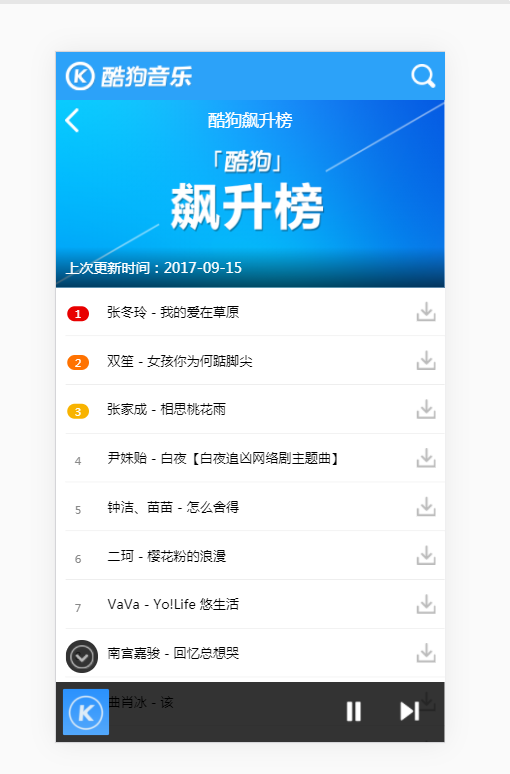 酷狗音乐
酷狗飙升榜
「酷狗」
飙升榜
上次更新时间：2017-09-15
1 张冬玲 - 我的爱在草原
2 双笙 - 女孩你为何踮脚尖
3 张家成 - 相思桃花雨
4 尹姝贻 - 白夜【白夜追凶网络剧主题曲】
5 钟洁、苗苗 - 怎么舍得
6 二珂 - 樱花粉的浪漫
7 VaVa - Yo!Life 悠生活
南宫嘉骏 - 回忆总想哭
曲肖冰 - 该